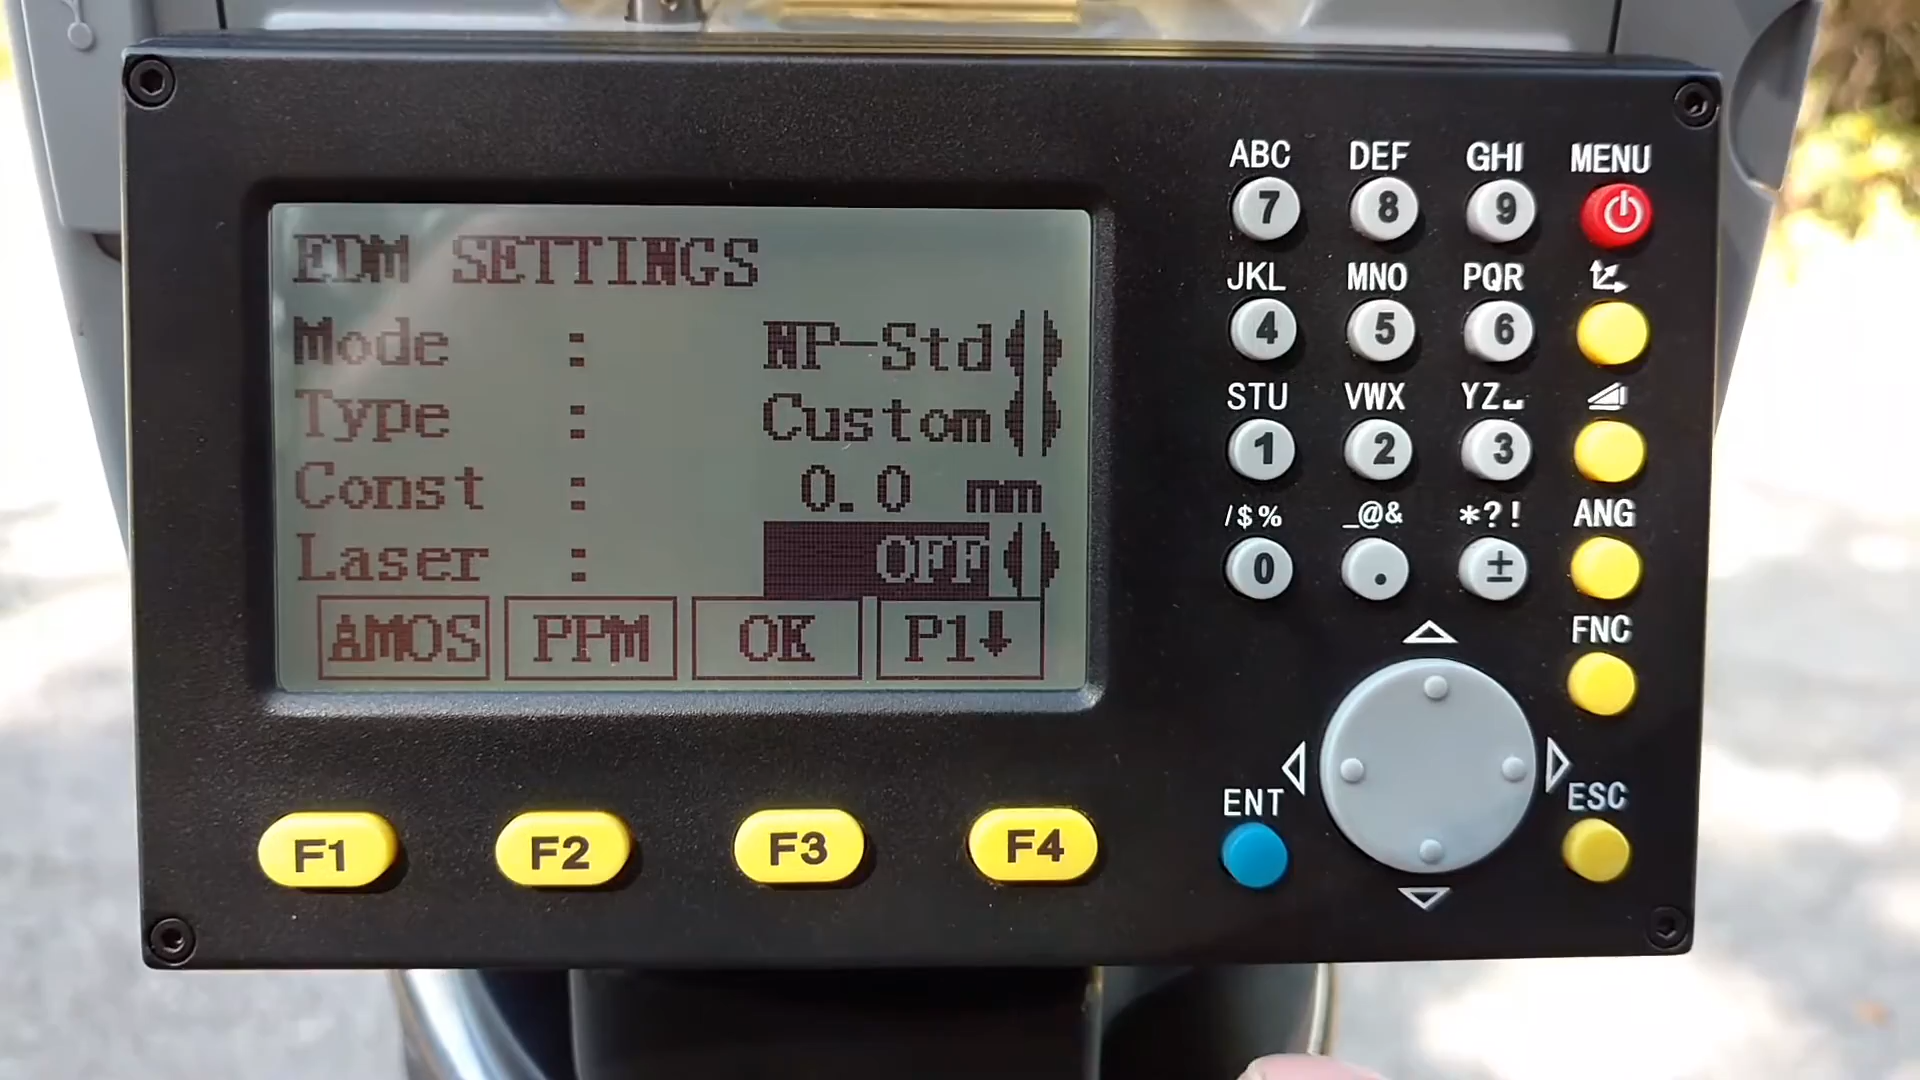 EDM SETTINGS
Mode : NP-Std
Type : Custom
Const : 0.0 mm
Laser : OFF
AMOS PPM OK P1↓
F1 F2 F3 F4
ABC DEF GHI MENU
7 8 9
JKL MNO PQR
4 5 6
STU VWX YZ␣
1 2 3
/$% _@& *?! ANG
0 . ±
FNC
ENT ESC